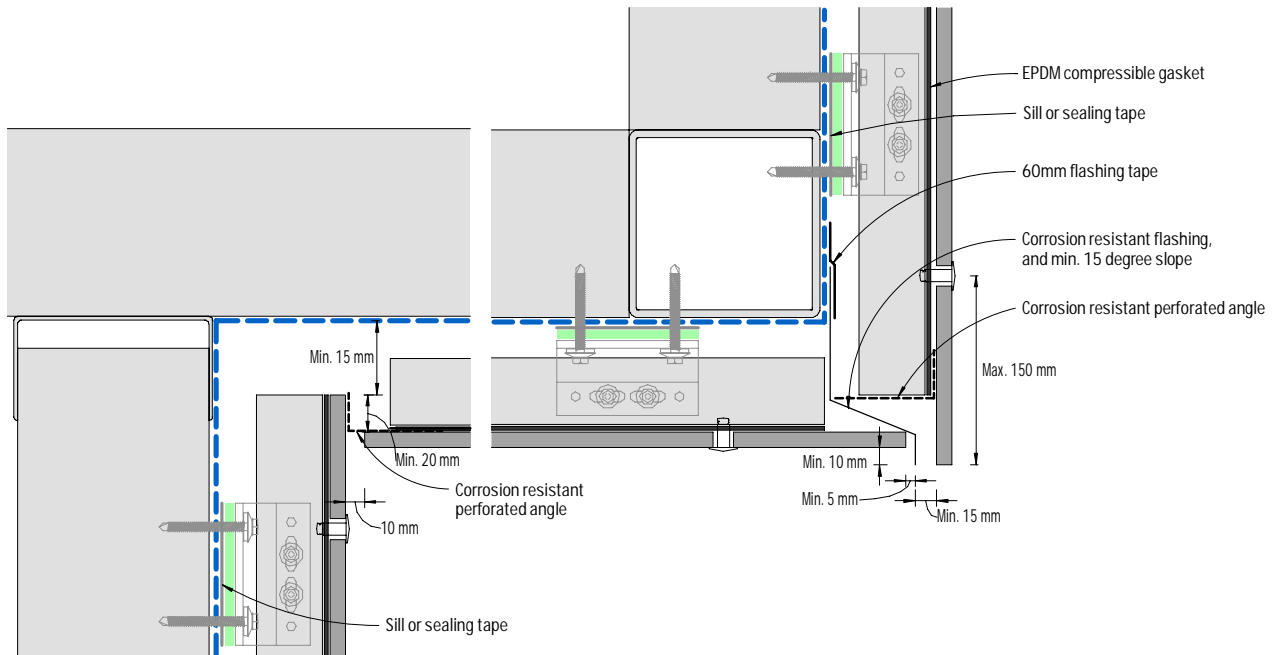 EPDM compressible gasket
Sill or sealing tape
60mm flashing tape
Corrosion resistant flashing,
and min. 15 degree slope
Corrosion resistant perforated angle
Min. 15 mm
Max. 150 mm
Min. 20 mm
Min. 10 mm
Corrosion resistant
perforated angle
Min. 5 mm
Min. 15 mm
10 mm
Sill or sealing tape